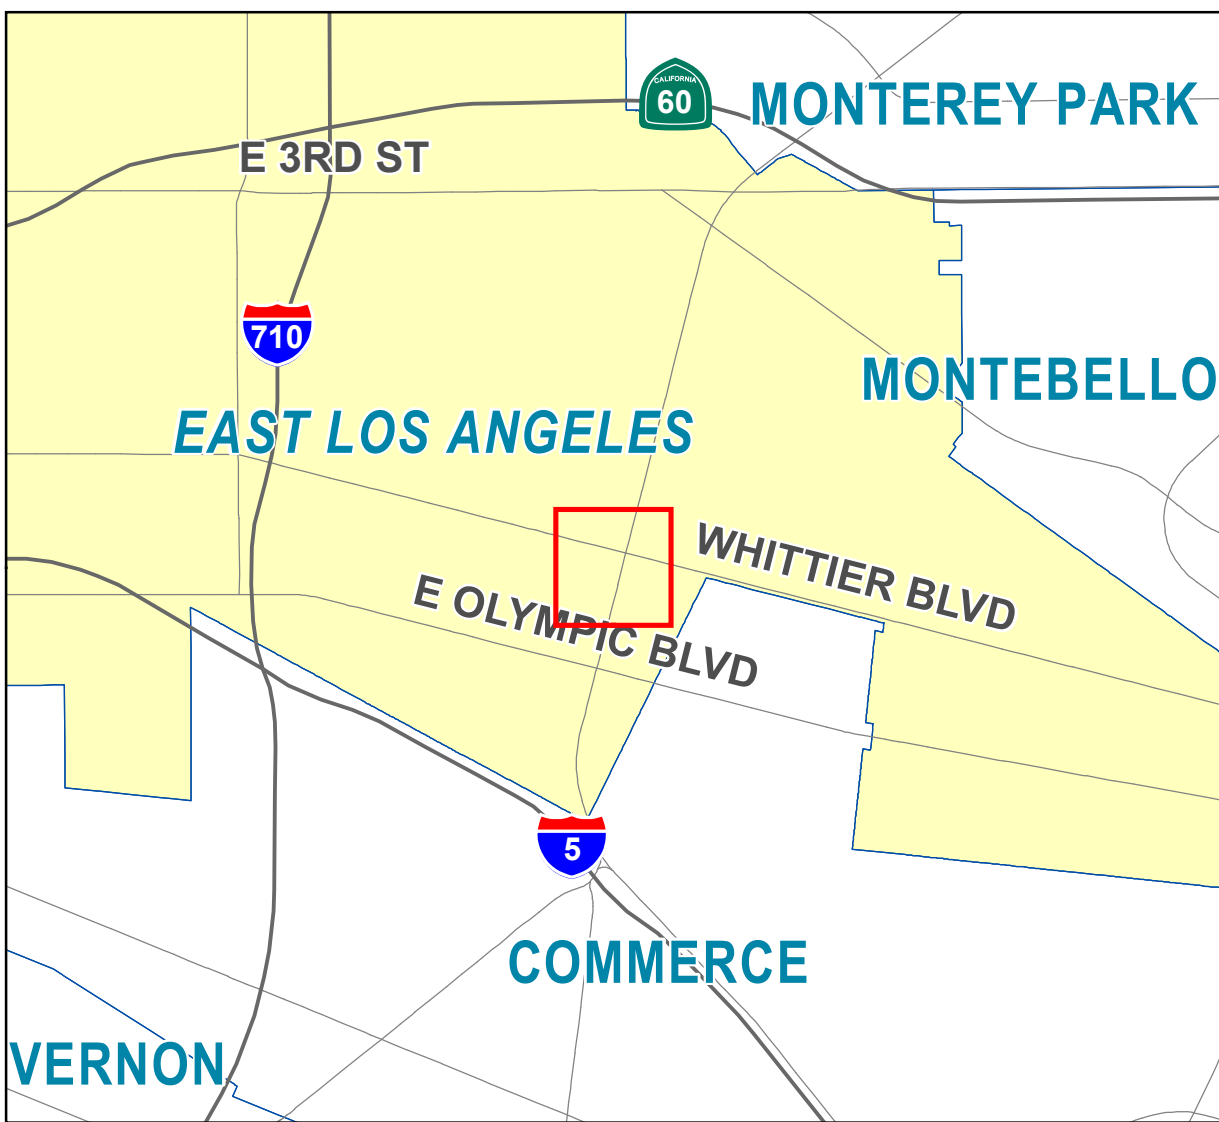 CALIFORNIA
60
MONTEREY PARK
E 3RD ST
710
MONTEBELLO
EAST LOS ANGELES
WHITTIER BLVD
E OLYMPIC BLVD
5
COMMERCE
VERNON